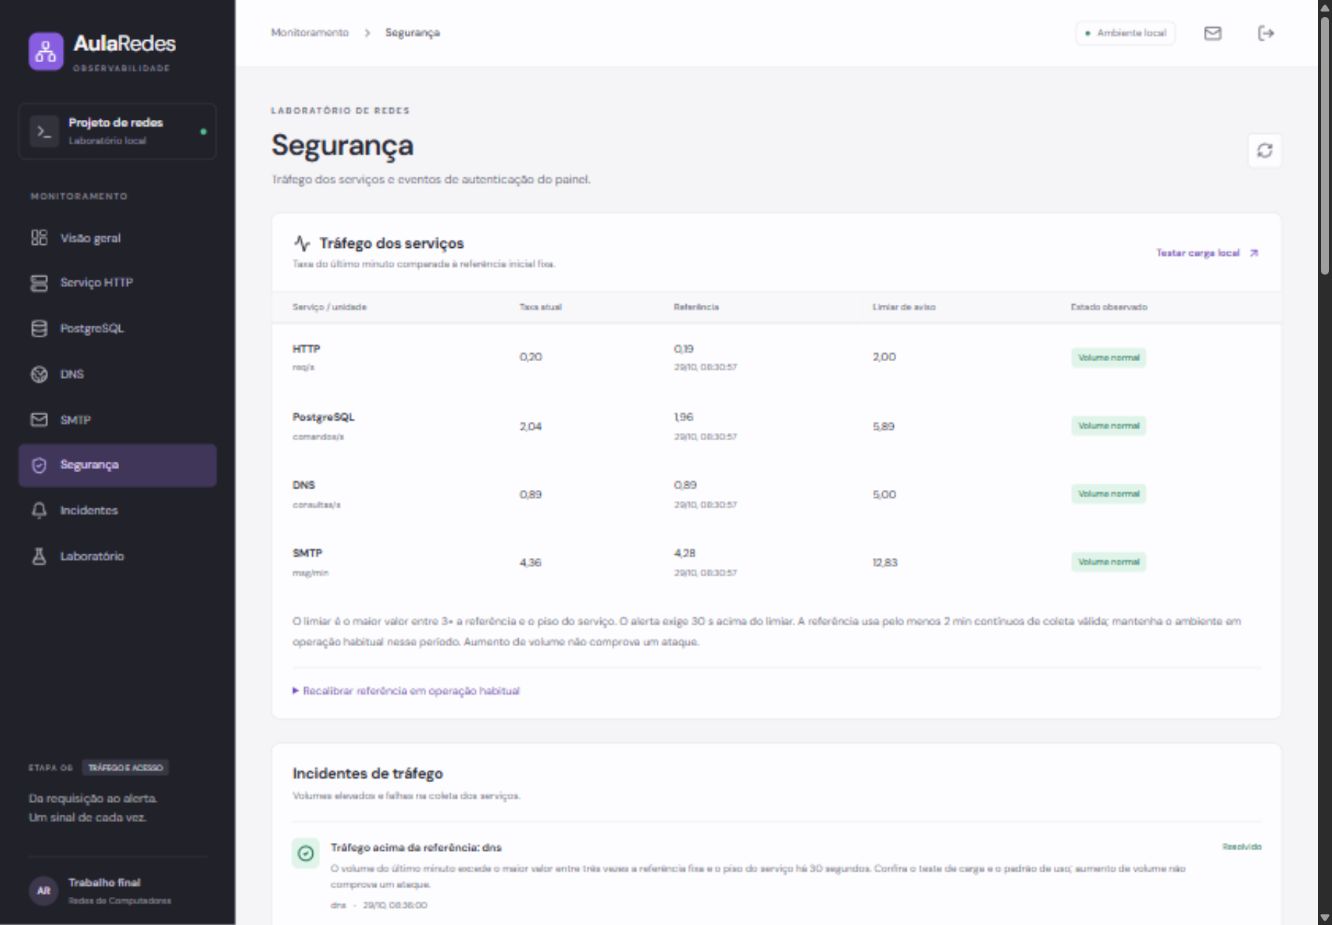 AulaRedes
OBSERVABILIDADE
Projeto de redes
Laboratório local
MONITORAMENTO
Visão geral
Serviço HTTP
PostgreSQL
DNS
SMTP
Segurança
Incidentes
Laboratório
ETAPA 06 TRÁFEGO E ACESSO
Da requisição ao alerta.
Um sinal de cada vez.
AR
Trabalho final
Redes de Computadores
Monitoramento > Segurança
Ambiente local
LABORATÓRIO DE REDES
Segurança
Tráfego dos serviços e eventos de autenticação do painel.
Tráfego dos serviços
Taxa do último minuto comparada à referência inicial fixa.
Testar carga local
Serviço / unidade Taxa atual Referência Limiar de aviso Estado observado
HTTP
req/s
0,20
0,19
29/10, 08:30:57
2,00
Volume normal
PostgreSQL
comandos/s
2,04
1,96
29/10, 08:30:57
5,89
Volume normal
DNS
consultas/s
0,89
0,89
29/10, 08:30:57
5,00
Volume normal
SMTP
msg/min
4,36
4,28
29/10, 08:30:57
12,83
Volume normal
O limiar é o maior valor entre 3× a referência e o piso do serviço. O alerta exige 30 s acima do limiar. A referência usa pelo menos 2 min contínuos de coleta válida; mantenha o ambiente em
operação habitual nesse período. Aumento de volume não comprova um ataque.
Recalibrar referência em operação habitual
Incidentes de tráfego
Volumes elevados e falhas na coleta dos serviços.
Tráfego acima da referência: dns
Resolvido
O volume do último minuto excede o maior valor entre três vezes a referência fixa e o piso do serviço há 30 segundos. Confira o teste de carga e o padrão de uso; aumento de volume não
comprova um ataque.
dns · 29/10, 08:36:00